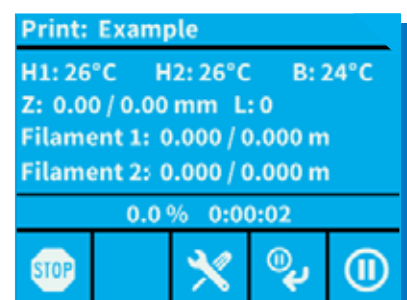 Print: Example
H1: 26°C H2: 26°C B: 24°C
Z: 0.00 / 0.00 mm L: 0
Filament 1: 0.000 / 0.000 m
Filament 2: 0.000 / 0.000 m
0.0 % 0:00:02
STOP